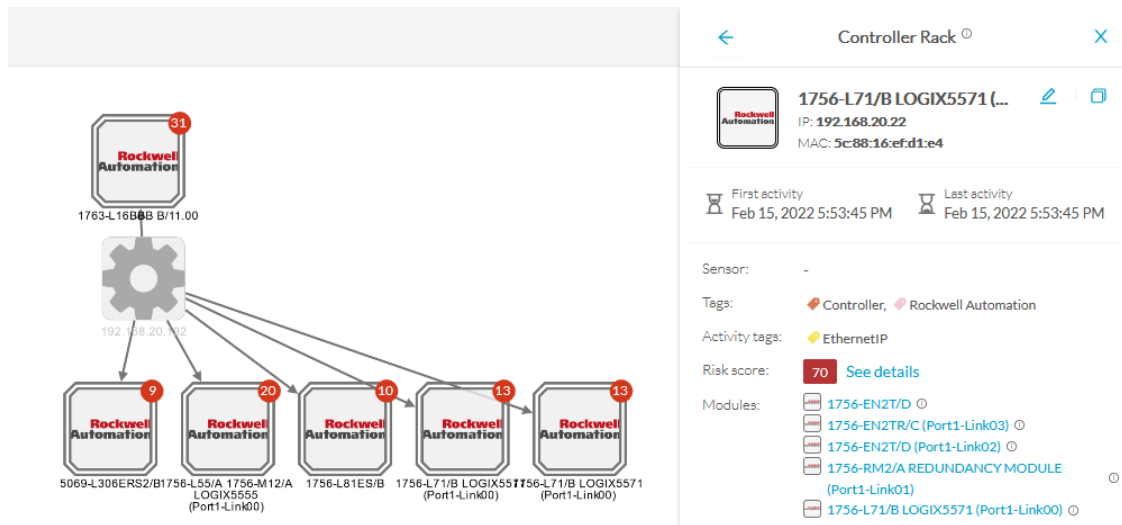 31
Rockwell
Automation
1763-L16BBB B/11.00
192.168.20.192
9
Rockwell
Automation
5069-L306ERS2/B
20
Rockwell
Automation
1756-L55/A 1756-M12/A
LOGIX5555
(Port1-Link00)
10
Rockwell
Automation
1756-L81ES/B
13
Rockwell
Automation
1756-L71/B LOGIX5571
(Port1-Link00)
13
Rockwell
Automation
1756-L71/B LOGIX5571
(Port1-Link00)
Controller Rack
Rockwell
Automation
1756-L71/B LOGIX5571 (...
IP: 192.168.20.22
MAC: 5c:88:16:ef:d1:e4
First activity
Feb 15, 2022 5:53:45 PM
Last activity
Feb 15, 2022 5:53:45 PM
Sensor: -
Tags: Controller, Rockwell Automation
Activity tags: EthernetIP
Risk score: 70 See details
Modules: 1756-EN2T/D
1756-EN2TR/C (Port1-Link03)
1756-EN2T/D (Port1-Link02)
1756-RM2/A REDUNDANCY MODULE
(Port1-Link01)
1756-L71/B LOGIX5571 (Port1-Link00)